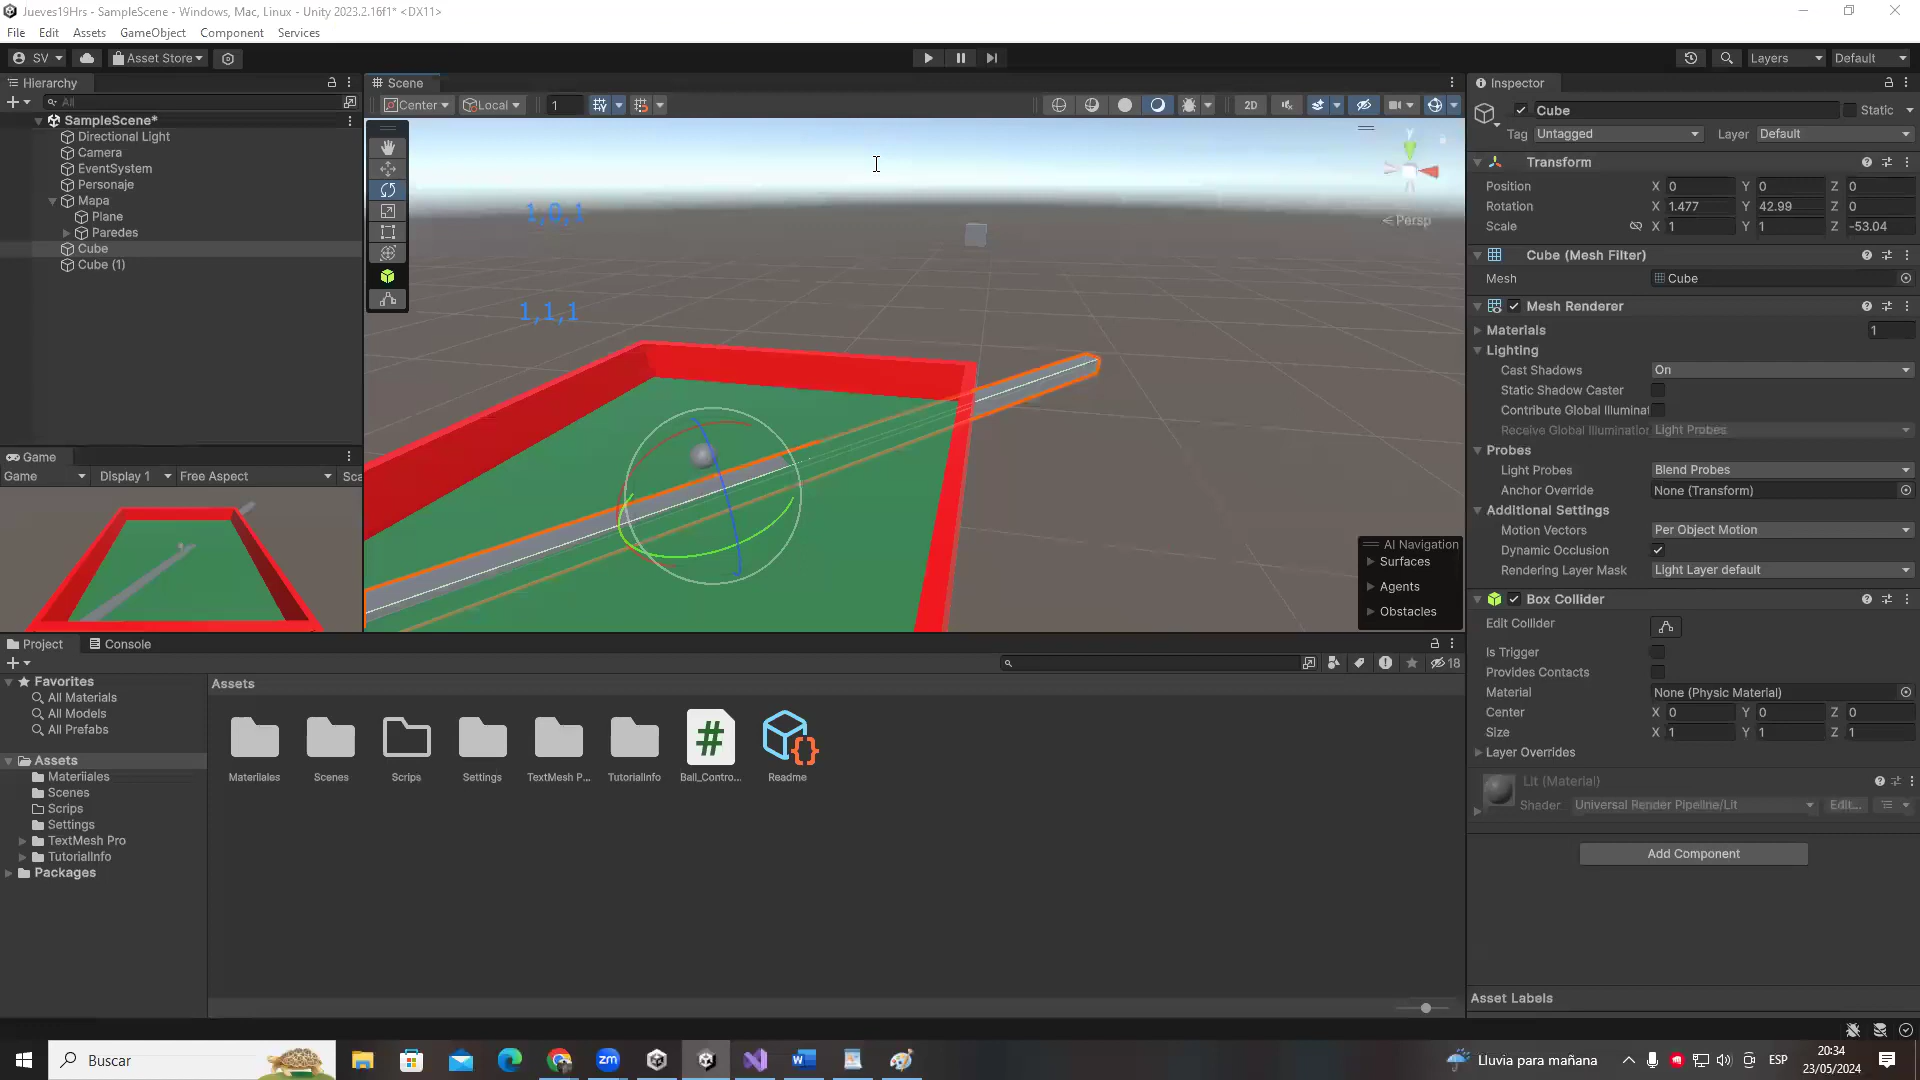 Jueves19Hrs - SampleScene - Windows, Mac, Linux - Unity 2023.2.16f1* <DX11>
File Edit Assets GameObject Component Services
SV Asset Store Layers Default
Hierarchy
All
SampleScene*
Directional Light
Camera
EventSystem
Personaje
Mapa
Plane
Paredes
Cube
Cube (1)
Scene
Center Local 1 2D
1,0,1
1,1,1
y
< Persp
AI Navigation
Surfaces
Agents
Obstacles
Game
Game Display 1 Free Aspect Sca
Inspector
Cube Static
Tag Untagged Layer Default
Transform
Position X 0 Y 0 Z 0
Rotation X 1.477 Y 42.99 Z 0
Scale X 1 Y 1 Z -53.04
Cube (Mesh Filter)
Mesh Cube
Mesh Renderer
Materials 1
Lighting
Cast Shadows On
Static Shadow Caster
Contribute Global Illuminat
Receive Global Illumination Light Probes
Probes
Light Probes Blend Probes
Anchor Override None (Transform)
Additional Settings
Motion Vectors Per Object Motion
Dynamic Occlusion
Rendering Layer Mask Light Layer default
Box Collider
Edit Collider
Is Trigger
Provides Contacts
Material None (Physic Material)
Center X 0 Y 0 Z 0
Size X 1 Y 1 Z 1
Layer Overrides
Lit (Material)
Shader Universal Render Pipeline/Lit Edit...
Add Component
Asset Labels
Project Console
18
Favorites
All Materials
All Models
All Prefabs
Assets
Materiiales
Scenes
Scrips
Settings
TextMesh Pro
TutorialInfo
Packages
Assets
Materiiales Scenes Scrips Settings TextMesh P... TutorialInfo Ball_Contro... Readme
Buscar
Lluvia para mañana
ESP
20:34
23/05/2024